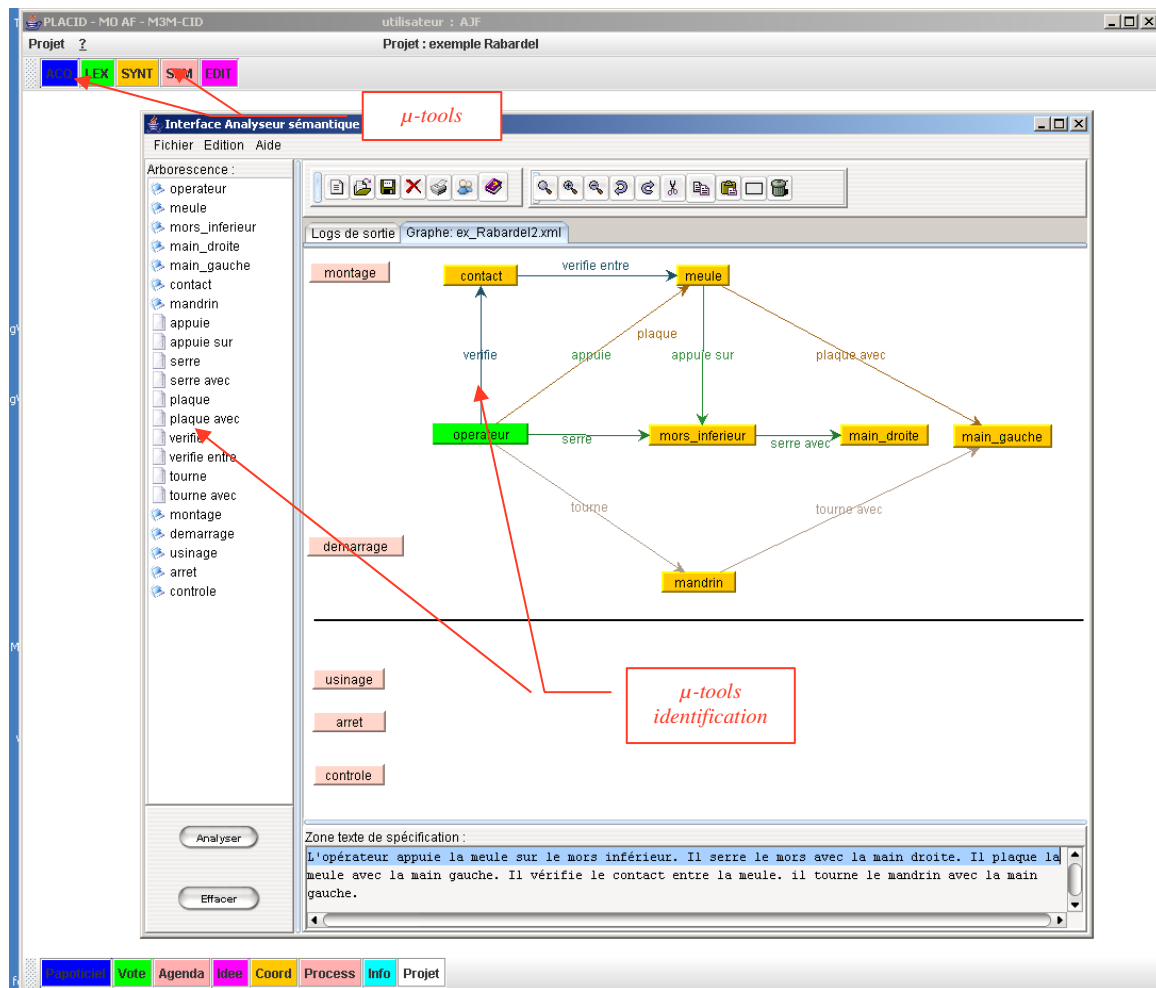 PLACID - MO AF - M3M-CID utilisateur : AJF
Projet ? Projet : exemple Rabardel
ACQ LEX SYNT SEM EDIT
µ-tools
Interface Analyseur sémantique
Fichier Edition Aide
Arborescence :
operateur
meule
mors_inferieur
main_droite
main_gauche
contact
mandrin
appuie
appuie sur
serre
serre avec
plaque
plaque avec
verifie
verifie entre
tourne
tourne avec
montage
demarrage
usinage
arret
controle
Analyser
Effacer
Logs de sortie Graphe: ex_Rabardel2.xml
montage
contact verifie entre meule
plaque
verifie appuie appuie sur plaque avec
operateur serre mors_inferieur serre avec main_droite main_gauche
tourne tourne avec
demarrage
mandrin
usinage
arret
controle
µ-tools
identification
Zone texte de spécification :
L'opérateur appuie la meule sur le mors inférieur. Il serre le mors avec la main droite. Il plaque la
meule avec la main gauche. Il vérifie le contact entre la meule. il tourne le mandrin avec la main
gauche.
Papoticiel Vote Agenda Idee Coord Process Info Projet